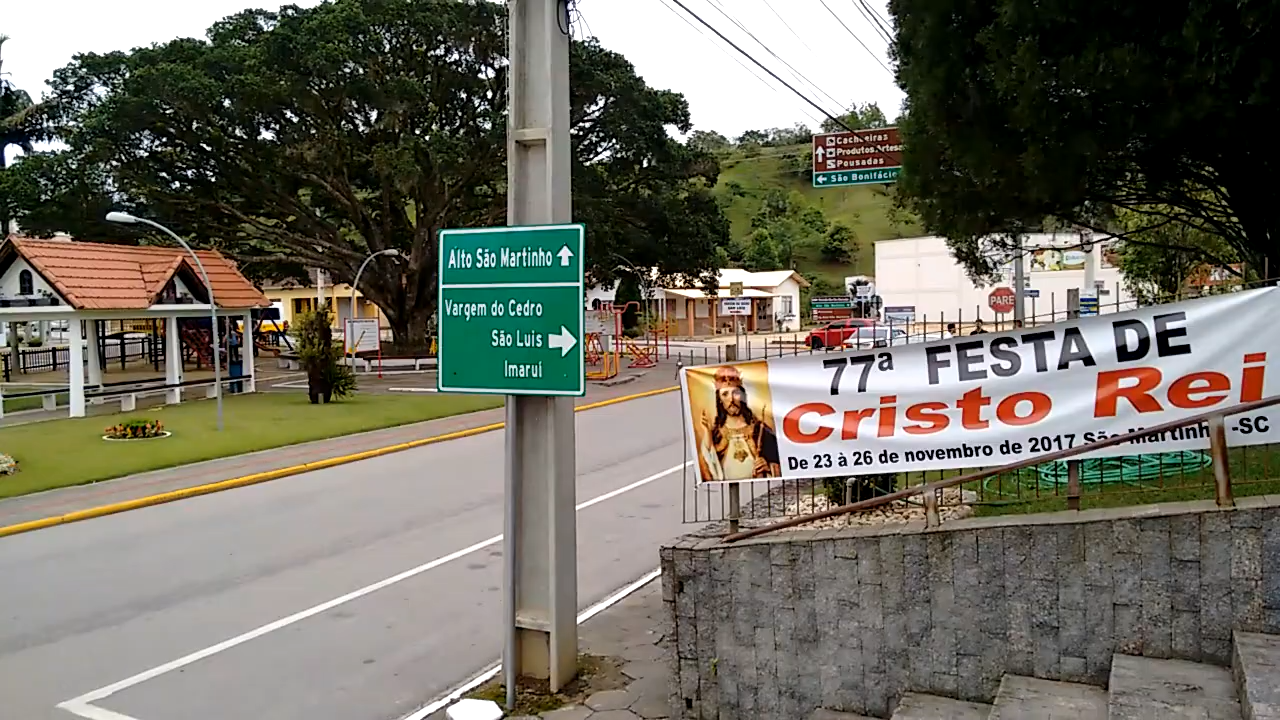 Cachoeiras
Produtos Artesa
Pousadas
São Bonifácio
Alto São Martinho
Vargem do Cedro
São Luis
Imaruí
PARE
77ª FESTA DE
Cristo Rei
De 23 à 26 de novembro de 2017 São Martinho -SC